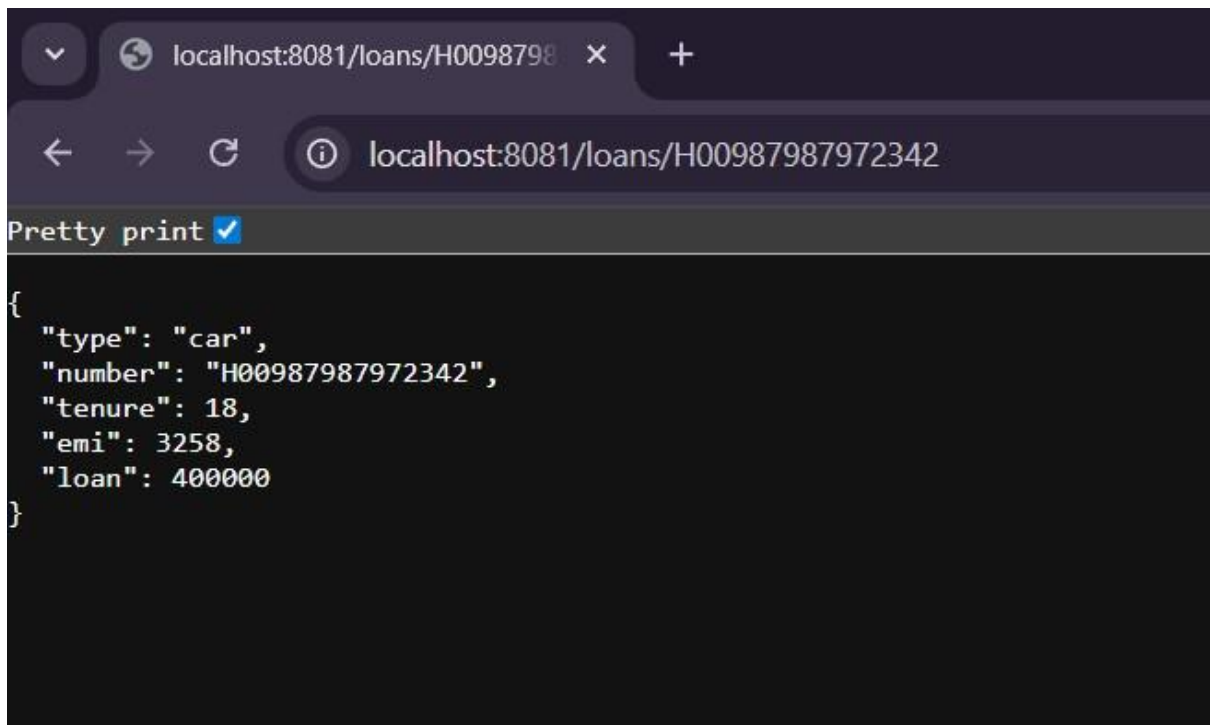 localhost:8081/loans/H0098798
localhost:8081/loans/H00987987972342
Pretty print
{
"type": "car",
"number": "H00987987972342",
"tenure": 18,
"emi": 3258,
"loan": 400000
}